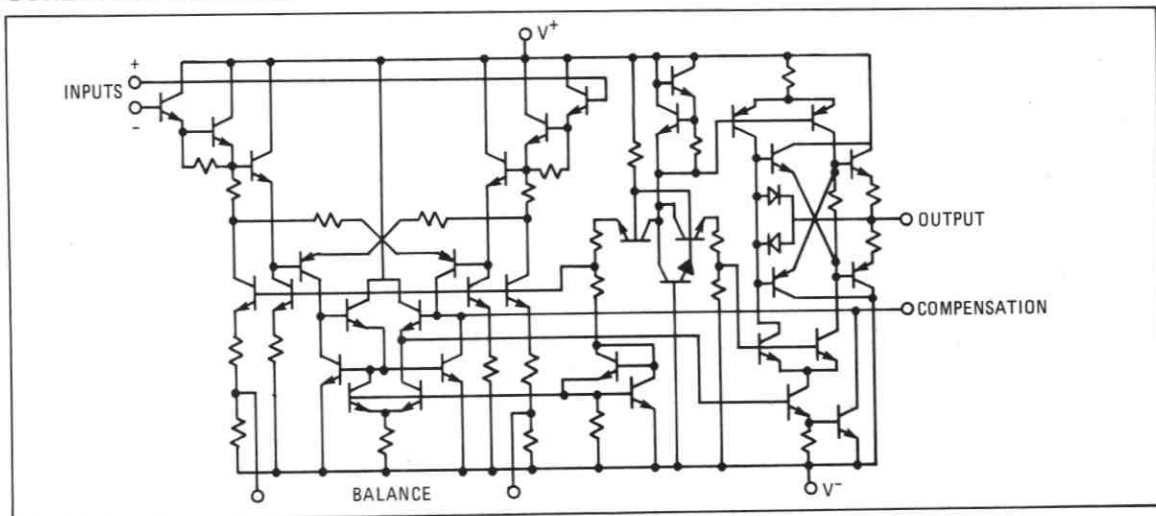 V+
+
INPUTS
−
OUTPUT
COMPENSATION
BALANCE
V−